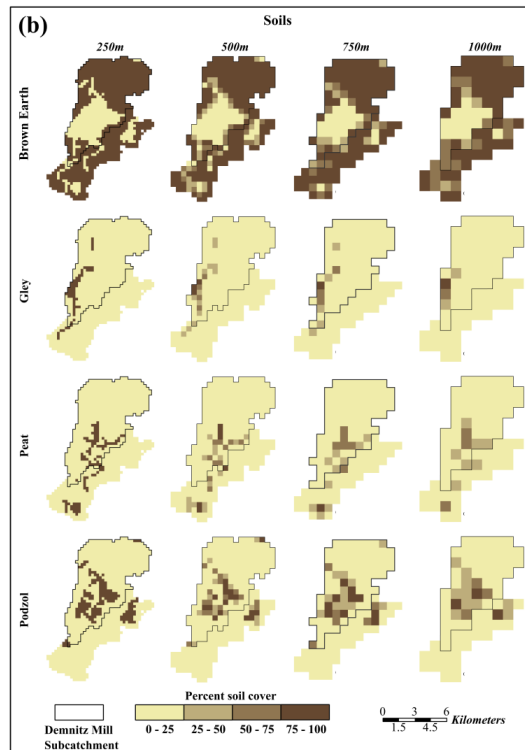 (b)
Soils
250m 500m 750m 1000m
Brown Earth
Gley
Peat
Podzol
Percent soil cover
Demnitz Mill
Subcatchment
0 - 25 25 - 50 50 - 75 75 - 100
0 3 6
1.5 4.5
Kilometers